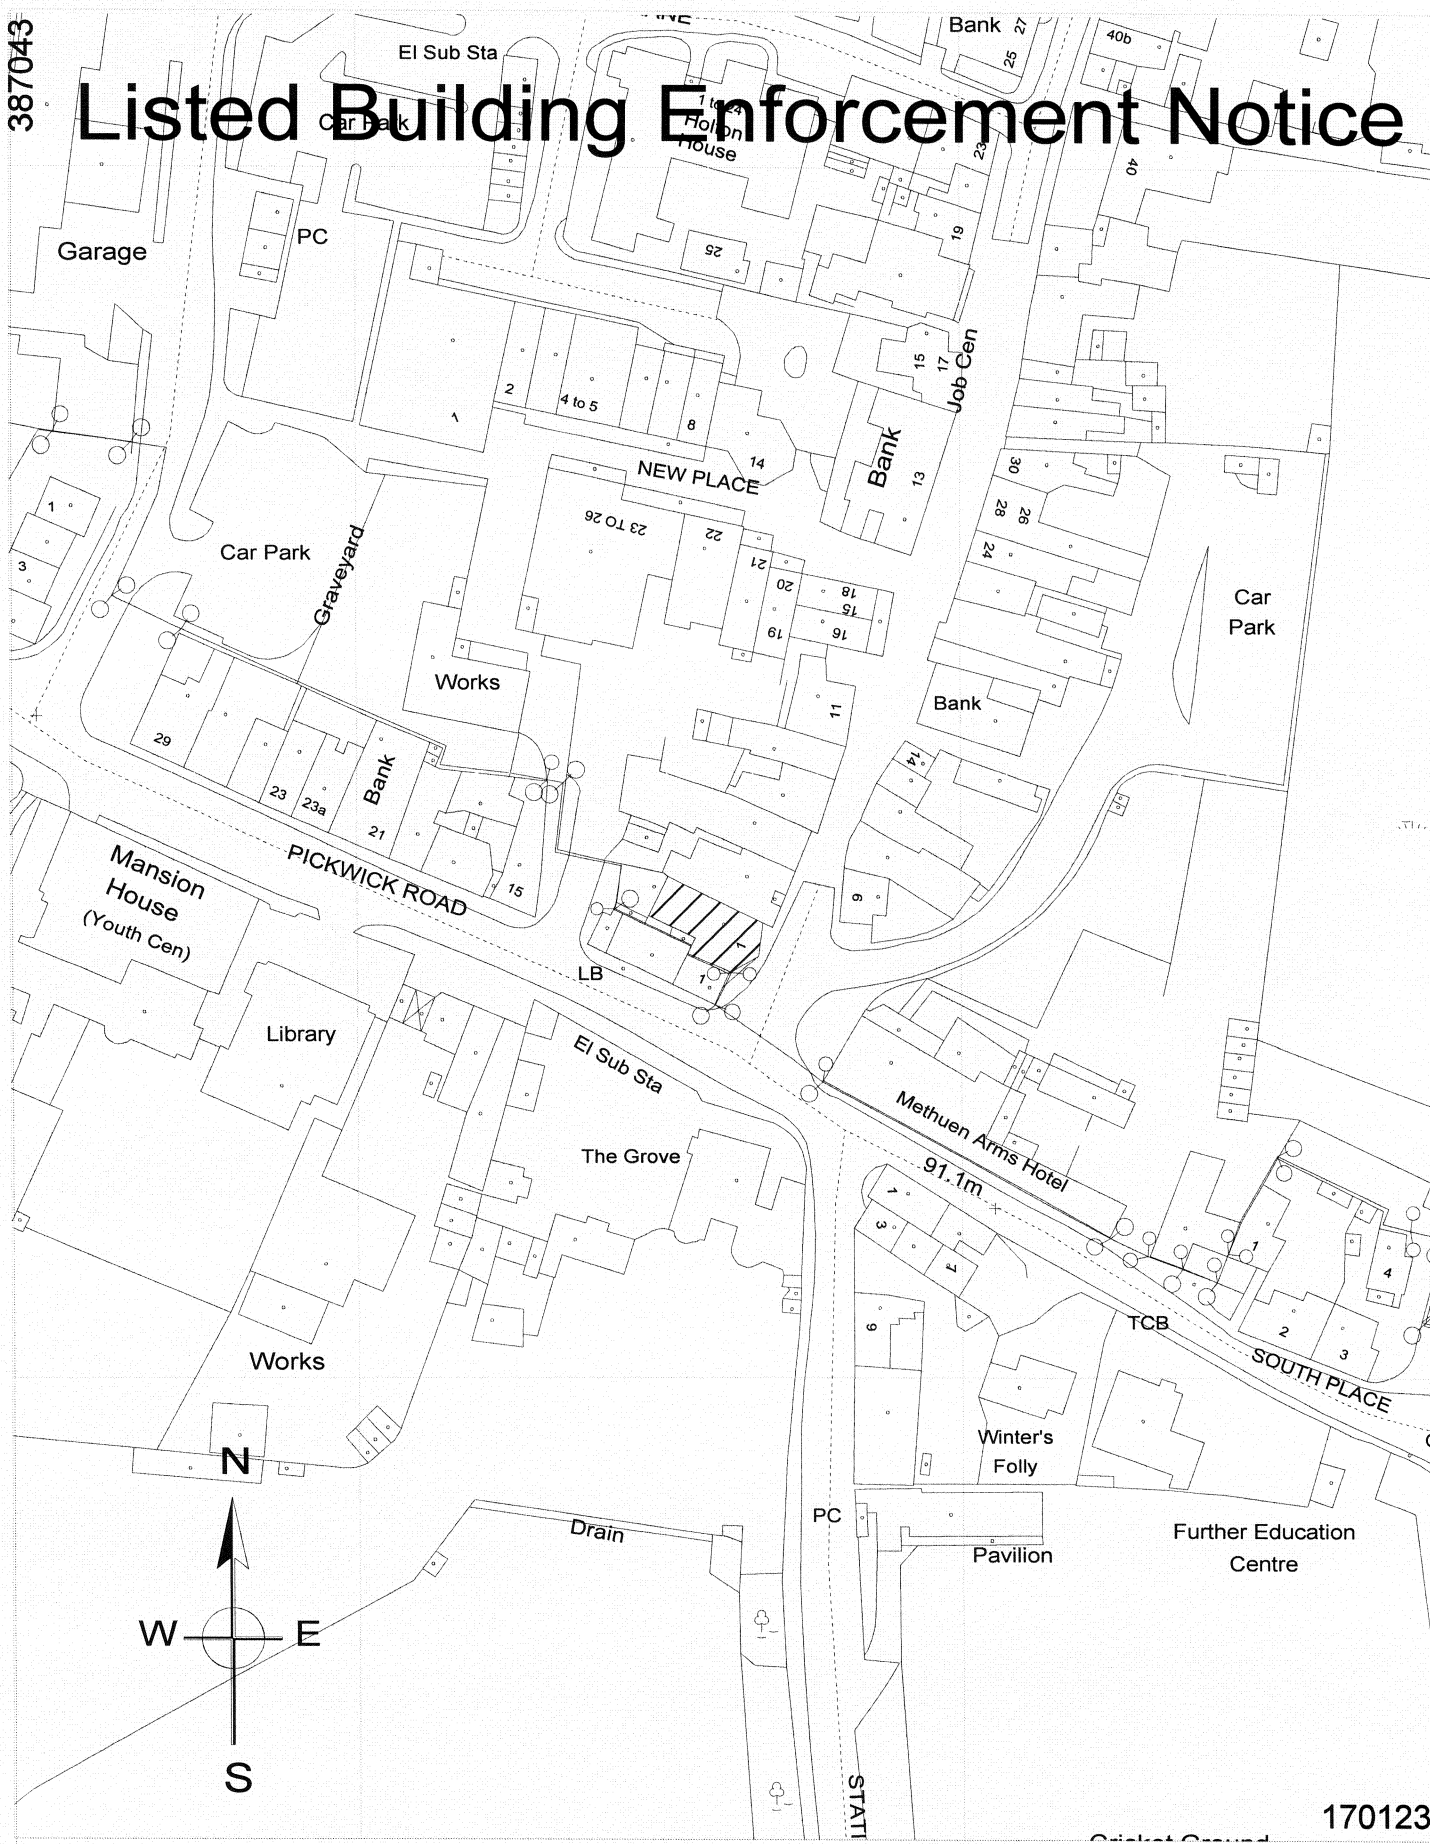 387043
El Sub Sta
Bank
27
25
40b
Listed Building Enforcement Notice
Car Park
1 to 24
Holton
House
23
40
Garage
PC
25
19
15
17
Job Cen
1
2
4 to 5
8
14
NEW PLACE
Bank
13
30
28
26
24
1
3
Car Park
Graveyard
23 TO 26
22
21
20
19
18
15
16
Car
Park
Works
11
Bank
14
29
23
23a
Bank
21
15
PICKWICK ROAD
Mansion
House
(Youth Cen)
9
1
1
LB
Library
El Sub Sta
The Grove
Methuen Arms Hotel
91.1m
1
3
7
1
4
TCB
2
3
SOUTH PLACE
9
Works
Winter's
Folly
N
W
E
S
Drain
PC
Pavilion
Further Education
Centre
STATI
170123